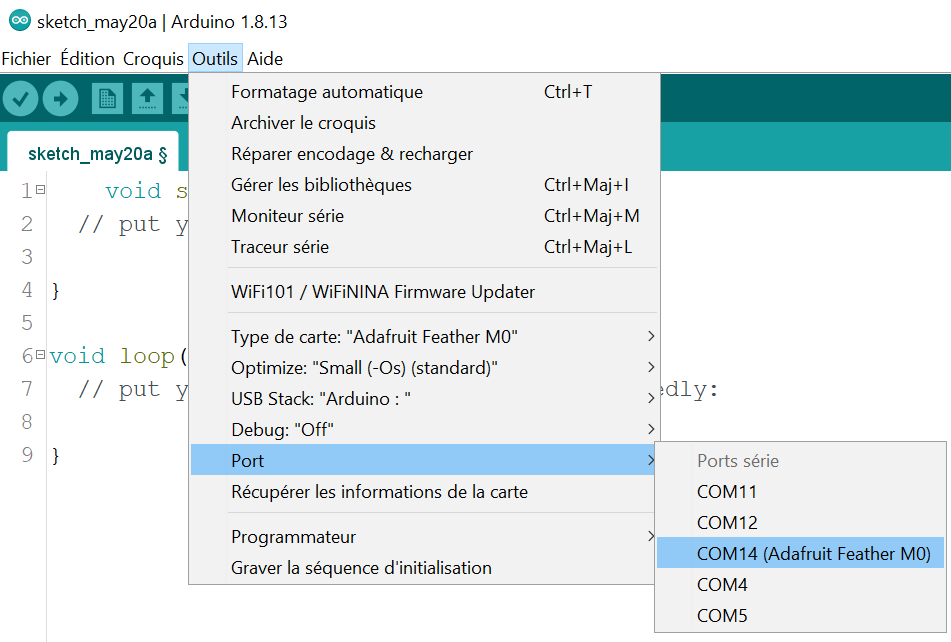 sketch_may20a | Arduino 1.8.13
Fichier Édition Croquis Outils Aide
Formatage automatique Ctrl+T
Archiver le croquis
Réparer encodage & recharger
Gérer les bibliothèques Ctrl+Maj+I
Moniteur série Ctrl+Maj+M
Traceur série Ctrl+Maj+L
WiFi101 / WiFiNINA Firmware Updater
Type de carte: "Adafruit Feather M0"
Optimize: "Small (-Os) (standard)"
USB Stack: "Arduino : "
Debug: "Off"
Port
Récupérer les informations de la carte
Programmateur
Graver la séquence d'initialisation
Ports série
COM11
COM12
COM14 (Adafruit Feather M0)
COM4
COM5
sketch_may20a §
1 void s
2 // put y
3
4 }
5
6 void loop(
7 // put y edly:
8
9 }